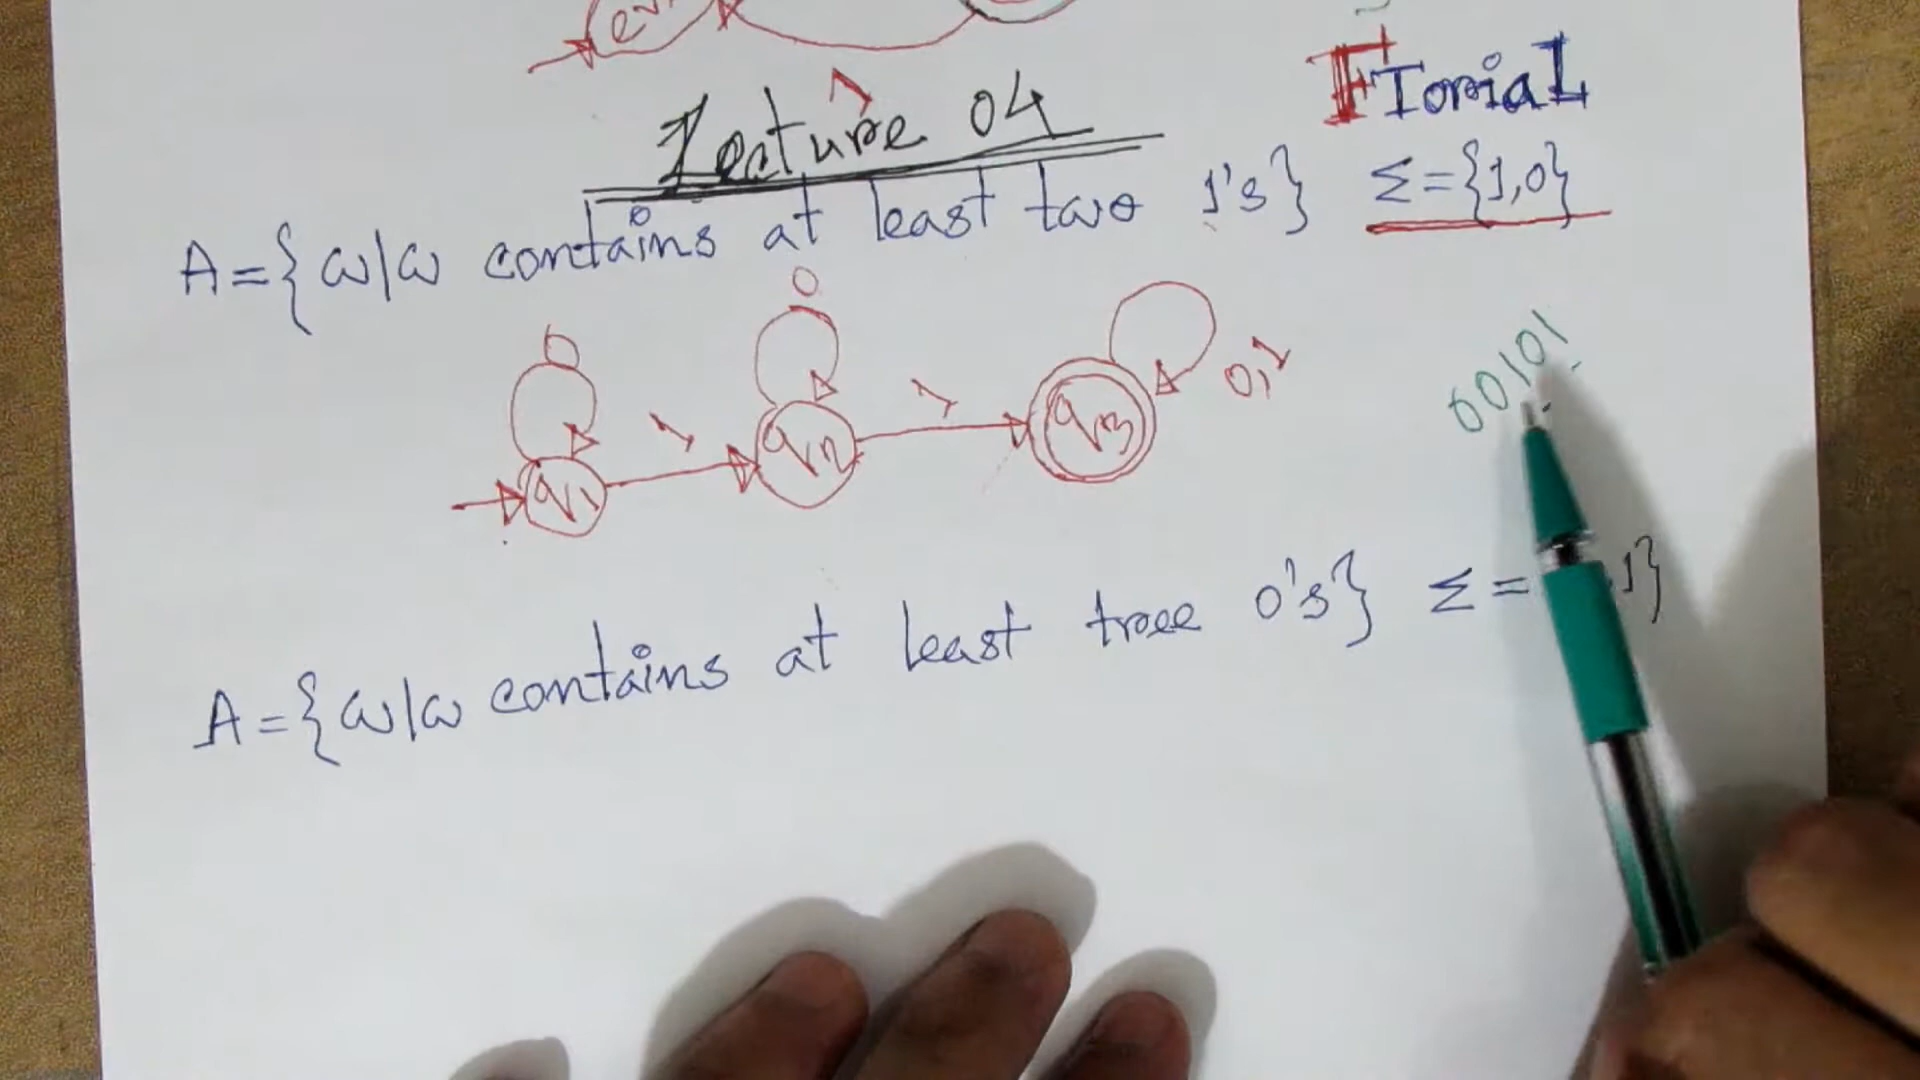 FTorial
Lecture 04
A={ω/ω contains at least two 1's} Σ={1,0}
0
0
1
1
0,1
q1
q2
q3
00101
A={ω/ω contains at least tree 0's} Σ= 1}